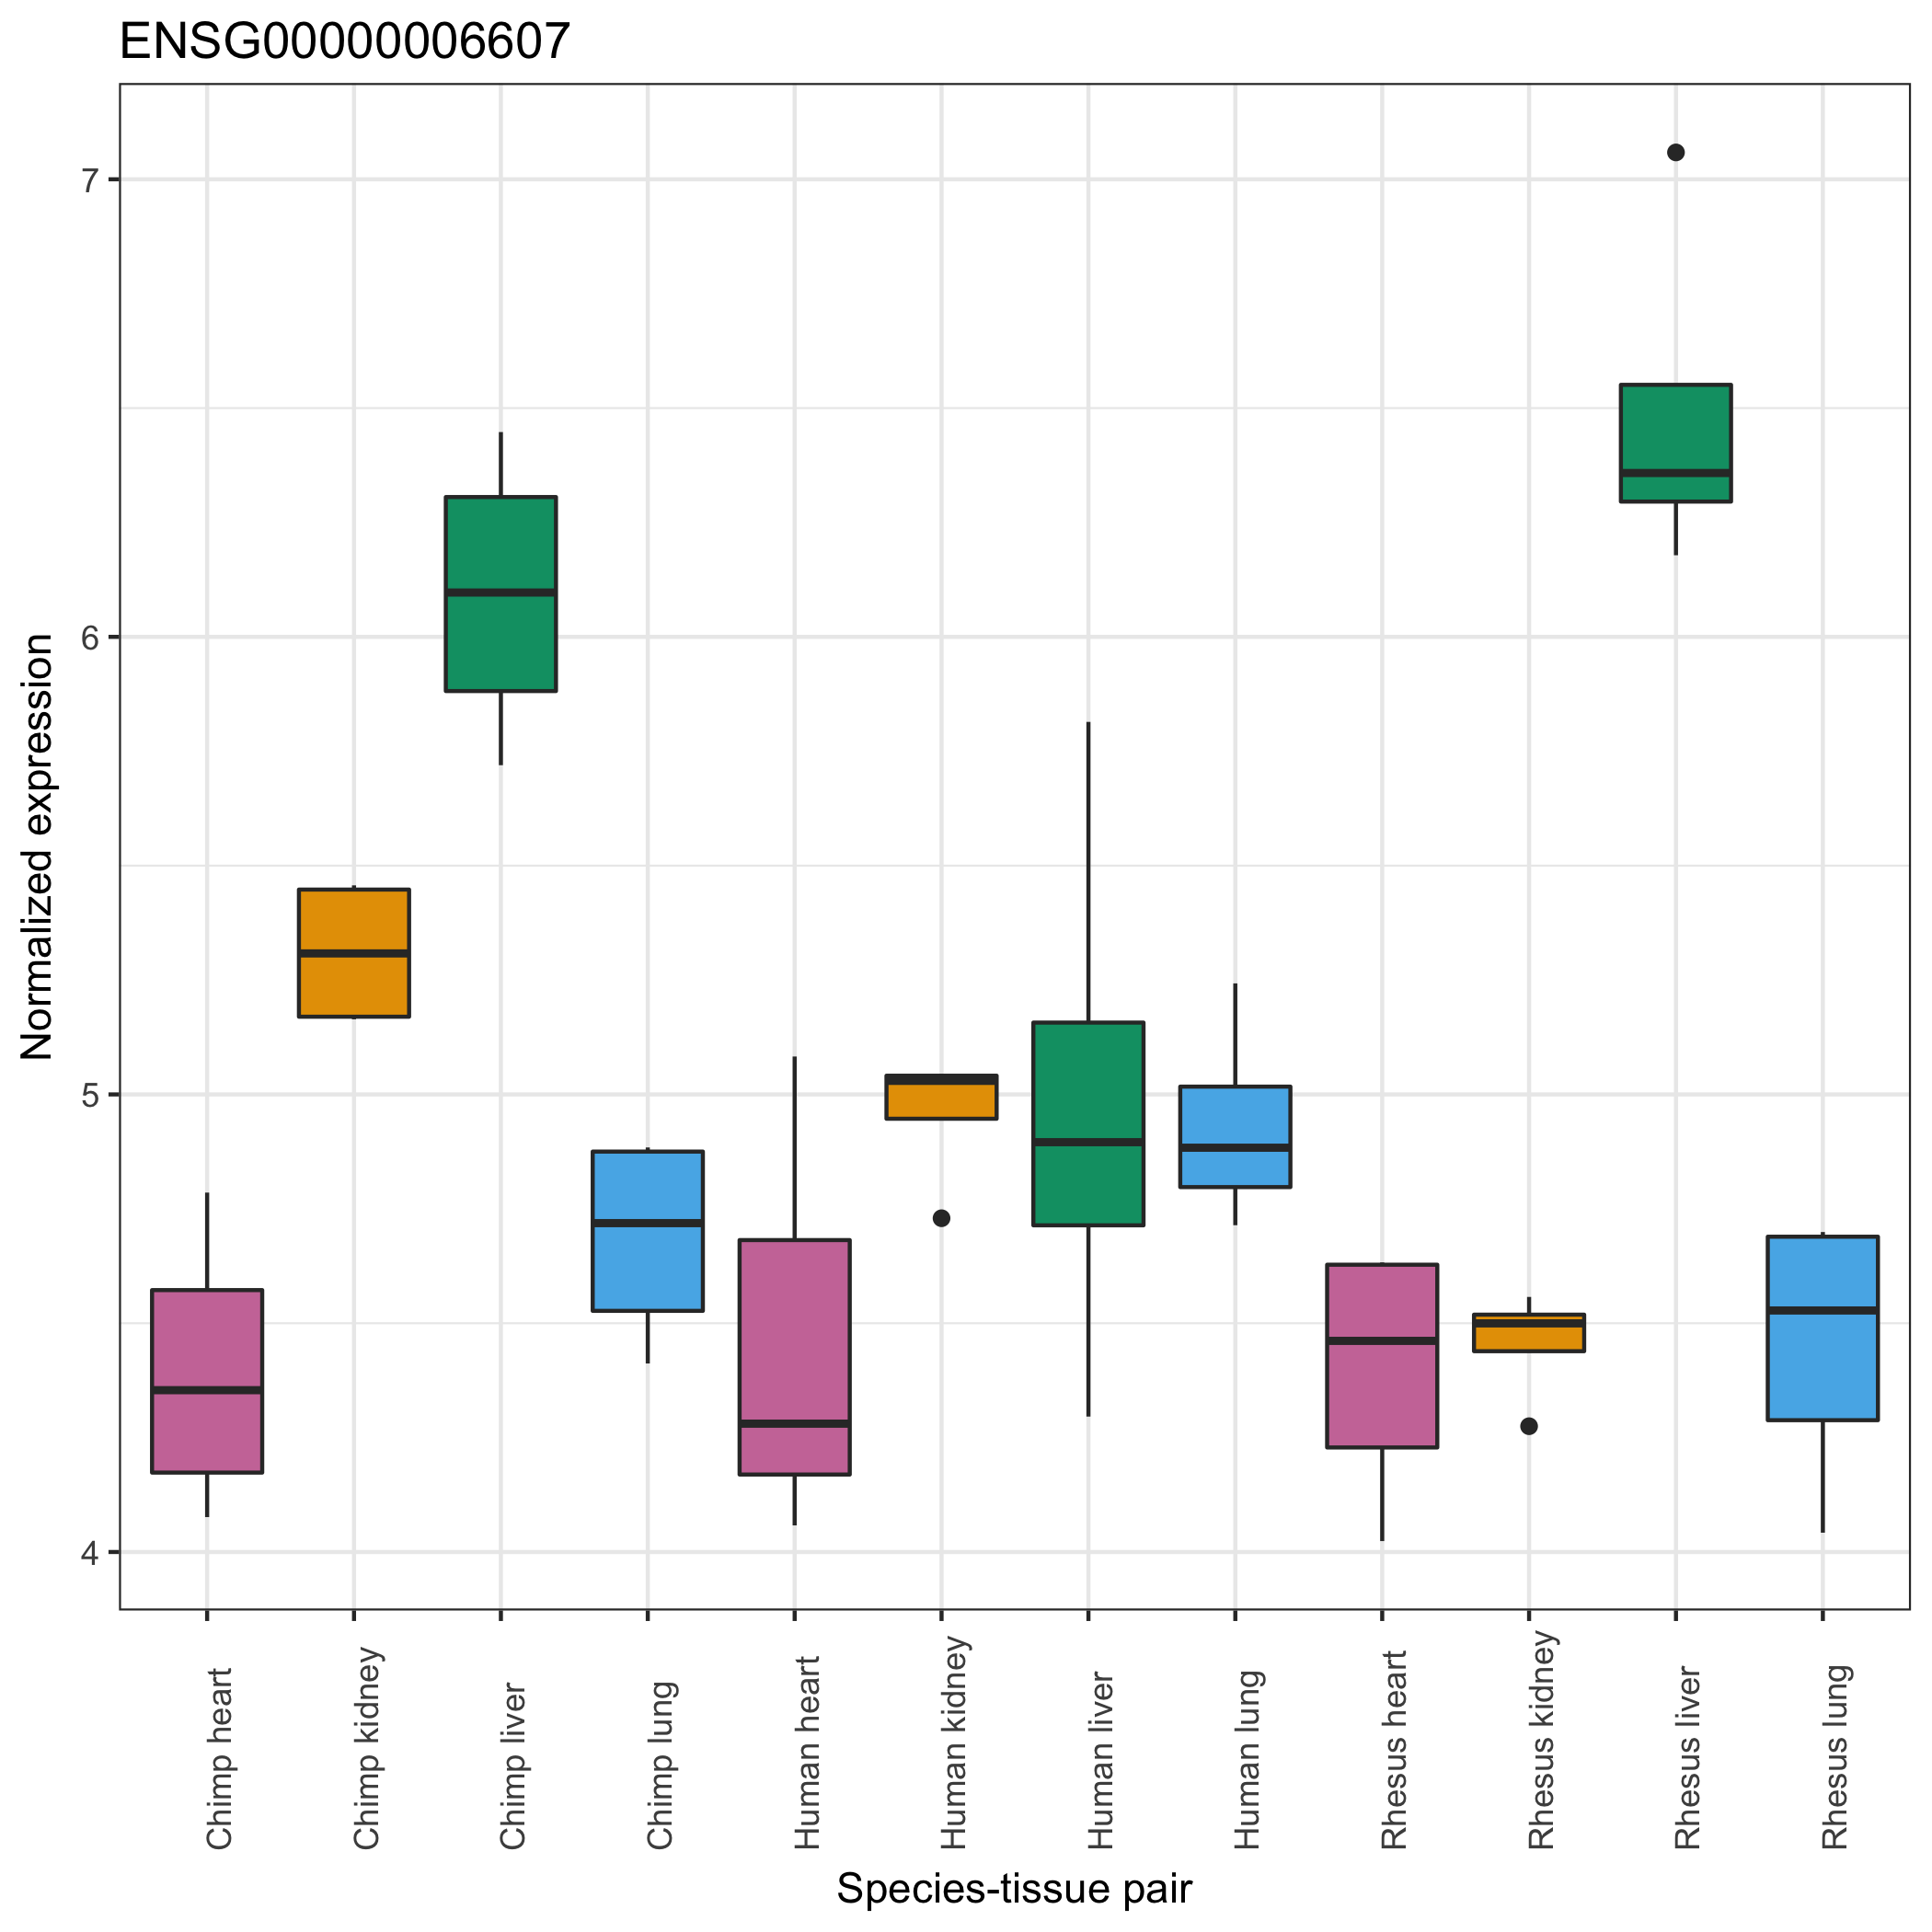 ENSG00000006607
Normalized expression
7
6
5
4
Chimp heart
Chimp kidney
Chimp liver
Chimp lung
Human heart
Human kidney
Human liver
Human lung
Rhesus heart
Rhesus kidney
Rhesus liver
Rhesus lung
Species-tissue pair